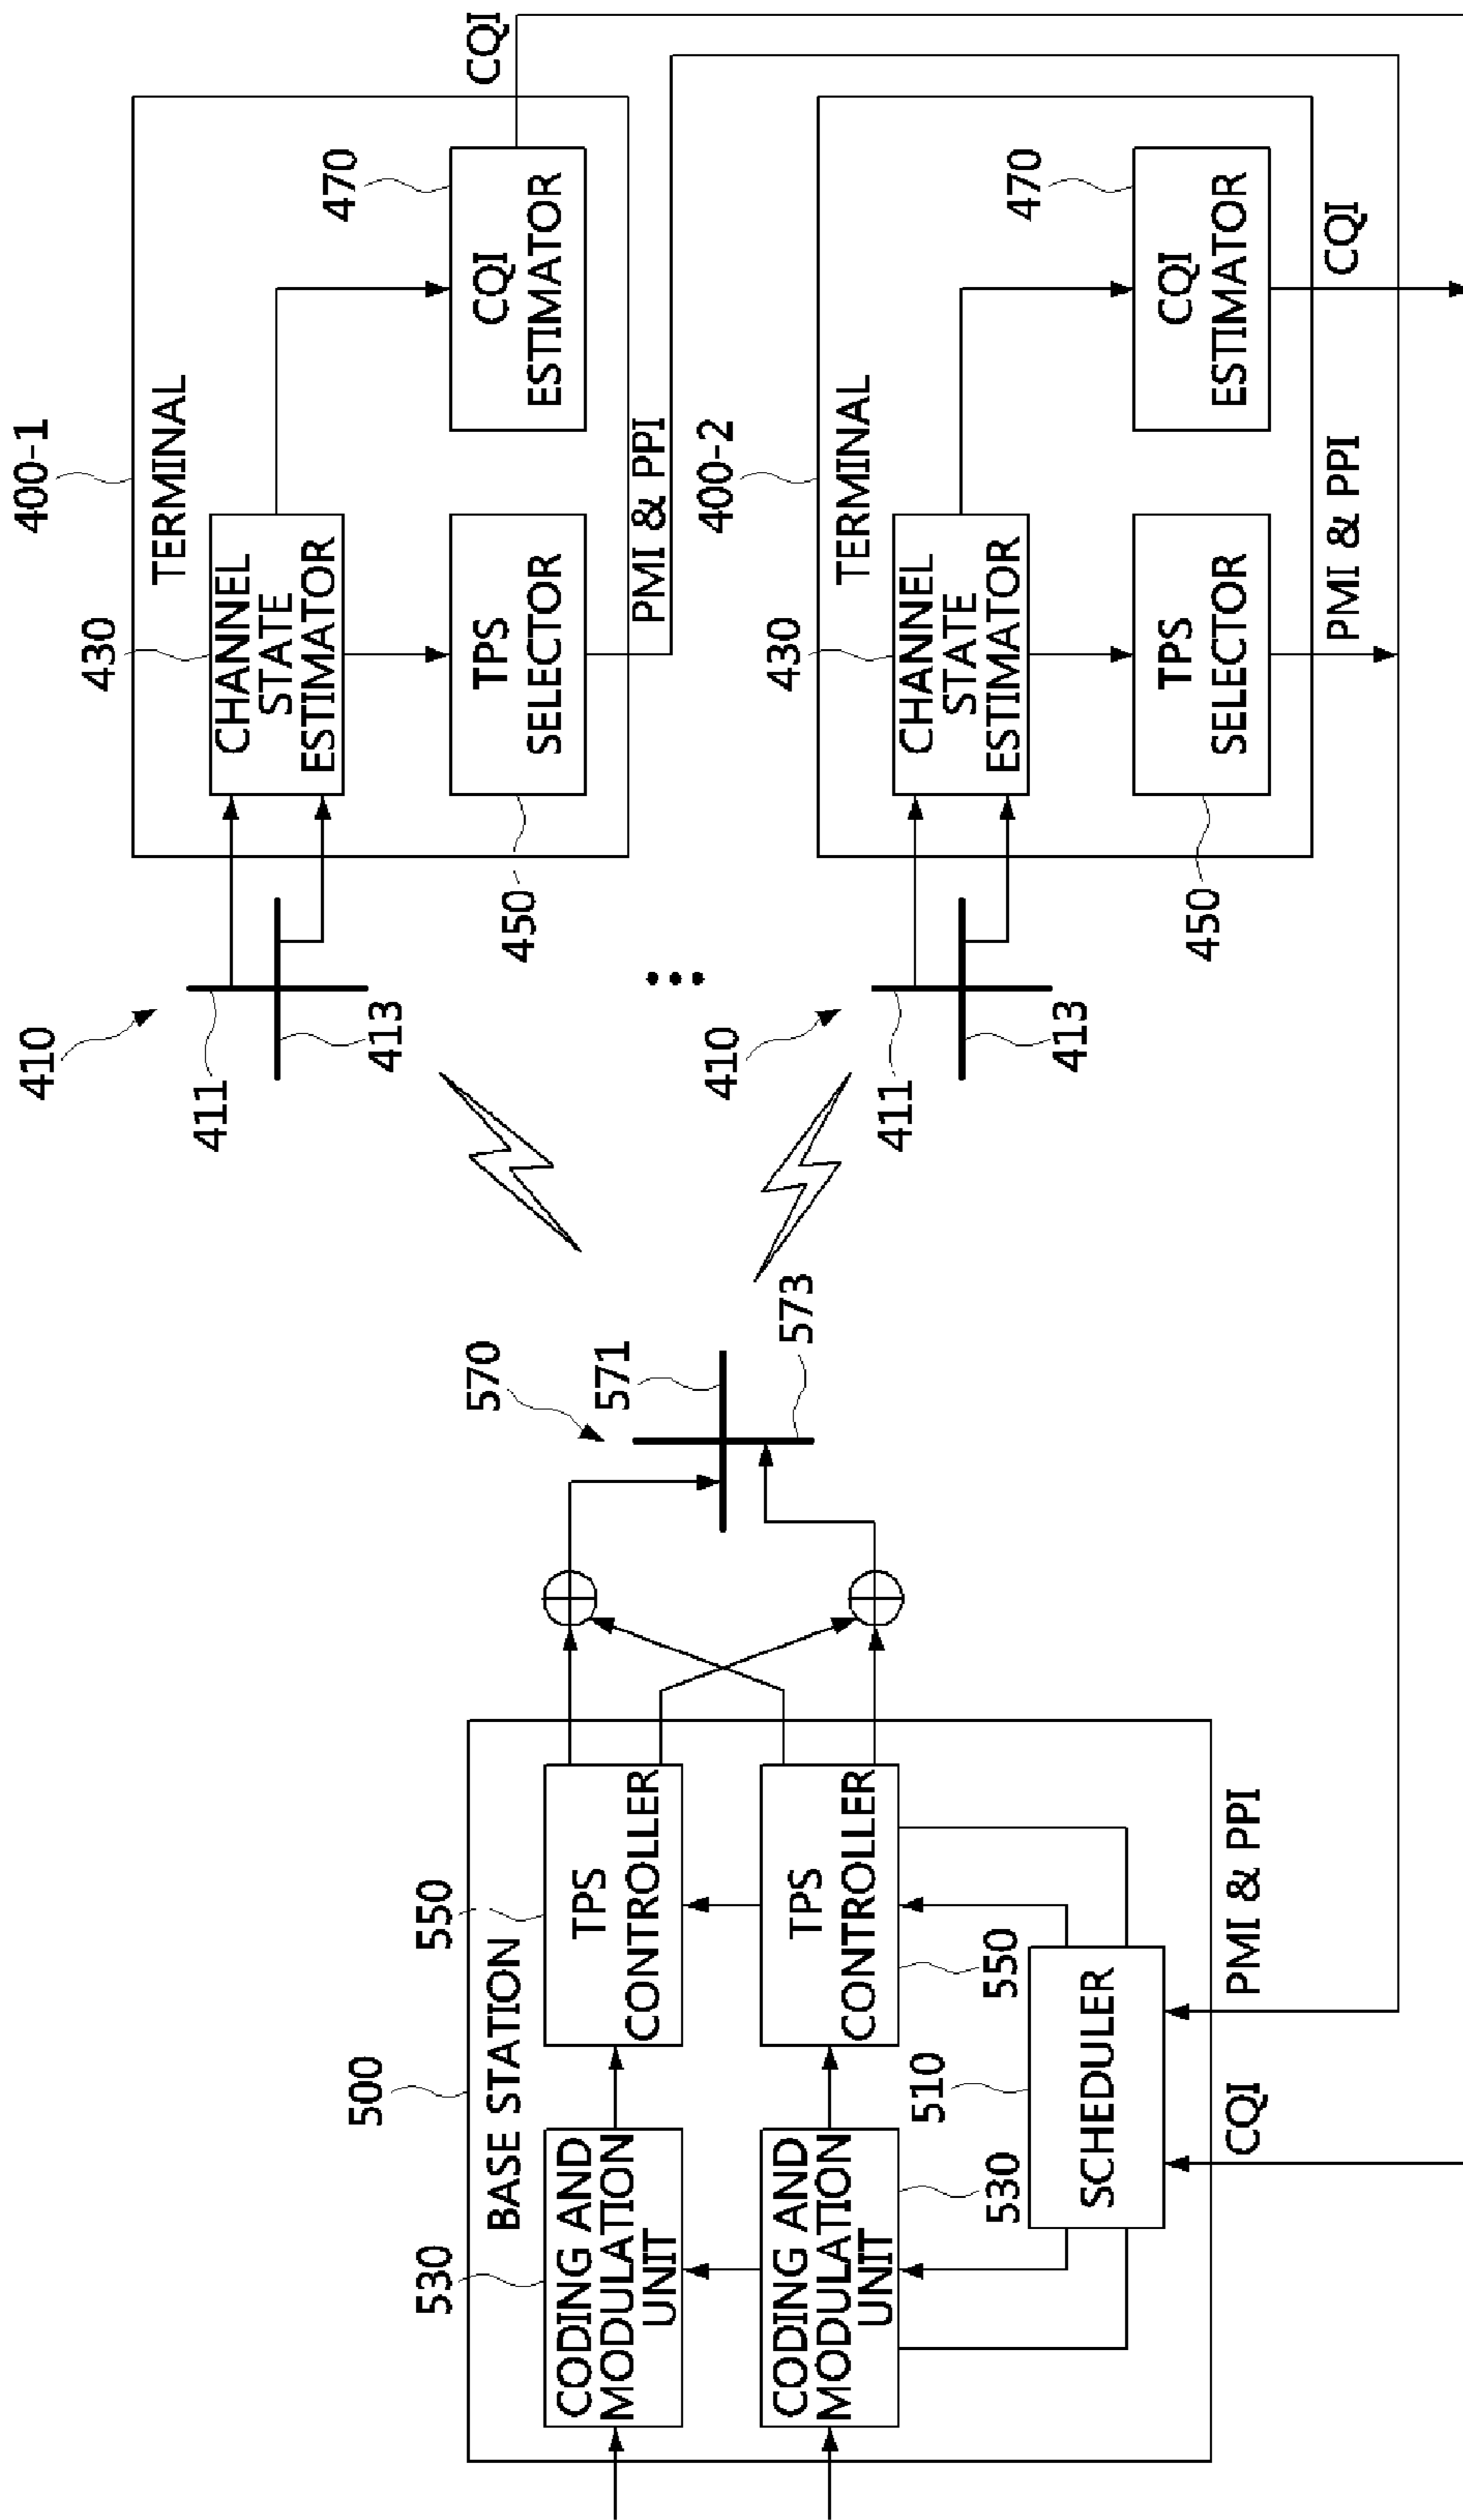 500
BASE STATION
530
CODING AND
MODULATION
UNIT
550
TPS
CONTROLLER
CODING AND
MODULATION
UNIT
530
TPS
CONTROLLER
550
510
SCHEDULER
CQI
PMI & PPI
570
571
573
410
411
413
400-1
TERMINAL
430
CHANNEL
STATE
ESTIMATOR
470
CQI
ESTIMATOR
TPS
SELECTOR
450
CQI
PMI & PPI
410
411
413
400-2
TERMINAL
430
CHANNEL
STATE
ESTIMATOR
470
CQI
ESTIMATOR
TPS
SELECTOR
450
PMI & PPI
CQI